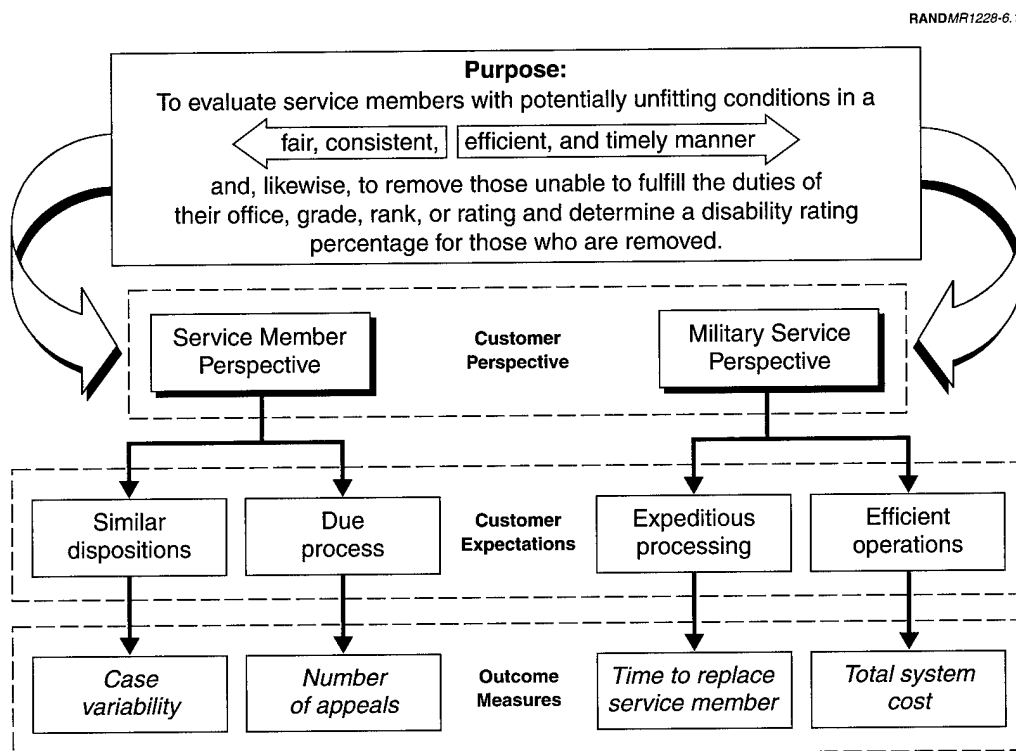 RANDMR1228-6.1
Purpose:
To evaluate service members with potentially unfitting conditions in a
fair, consistent, efficient, and timely manner
and, likewise, to remove those unable to fulfill the duties of
their office, grade, rank, or rating and determine a disability rating
percentage for those who are removed.
Service Member
Perspective
Customer
Perspective
Military Service
Perspective
Similar
dispositions
Due
process
Customer
Expectations
Expeditious
processing
Efficient
operations
Case
variability
Number
of appeals
Outcome
Measures
Time to replace
service member
Total system
cost